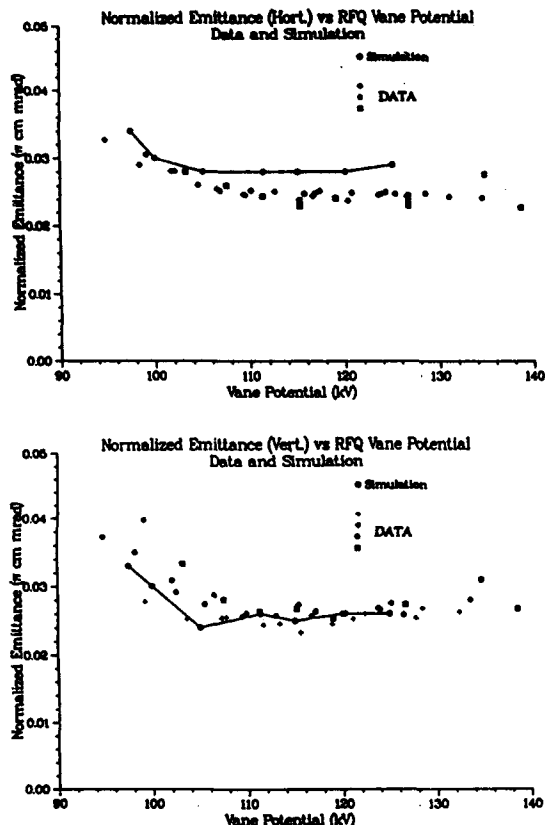 Normalized Emittance (Hort.) vs RFQ Vane Potential
Data and Simulation
0.05
0.04
0.03
0.02
0.01
0.00
Normalized Emittance (π cm mrad)
Simulation
DATA
90
100
110
120
130
140
Vane Potential (kV)
Normalized Emittance (Vert.) vs RFQ Vane Potential
Data and Simulation
0.05
0.04
0.03
0.02
0.01
0.00
Normalized Emittance (π cm mrad)
Simulation
DATA
90
100
110
120
130
140
Vane Potential (kV)